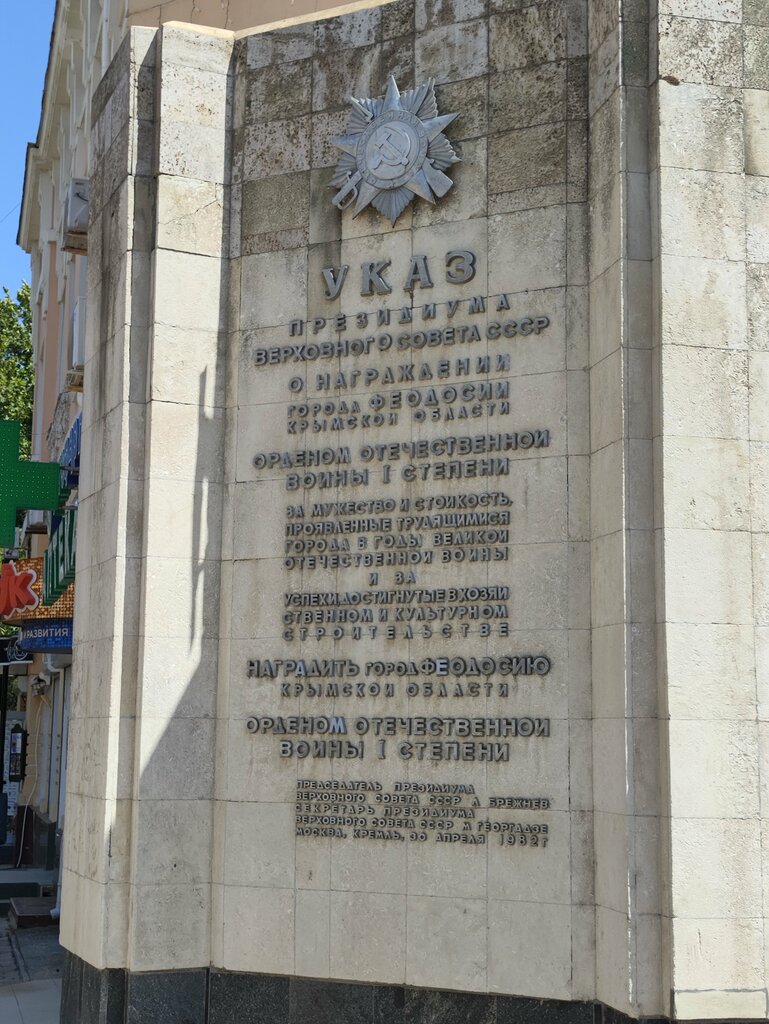 УКАЗ
ПРЕЗИДИУМА
ВЕРХОВНОГО СОВЕТА СССР
О НАГРАЖДЕНИИ
ГОРОДА ФЕОДОСИИ
КРЫМСКОЙ ОБЛАСТИ
ОРДЕНОМ ОТЕЧЕСТВЕННОЙ
ВОЙНЫ I СТЕПЕНИ
ЗА МУЖЕСТВО И СТОЙКОСТЬ,
ПРОЯВЛЕННЫЕ ТРУДЯЩИМИСЯ
ГОРОДА В ГОДЫ ВЕЛИКОЙ
ОТЕЧЕСТВЕННОЙ ВОЙНЫ
И ЗА
УСПЕХИ, ДОСТИГНУТЫЕ В ХОЗЯЙ
СТВЕННОМ И КУЛЬТУРНОМ
СТРОИТЕЛЬСТВЕ
НАГРАДИТЬ ГОРОД ФЕОДОСИЮ
КРЫМСКОЙ ОБЛАСТИ
ОРДЕНОМ ОТЕЧЕСТВЕННОЙ
ВОЙНЫ I СТЕПЕНИ
ПРЕДСЕДАТЕЛЬ ПРЕЗИДИУМА
ВЕРХОВНОГО СОВЕТА СССР Л БРЕЖНЕВ
СЕКРЕТАРЬ ПРЕЗИДИУМА
ВЕРХОВНОГО СОВЕТА СССР М ГЕОРГАДЗЕ
МОСКВА, КРЕМЛЬ, 30 АПРЕЛЯ 1982 г
РАЗВИТИЯ